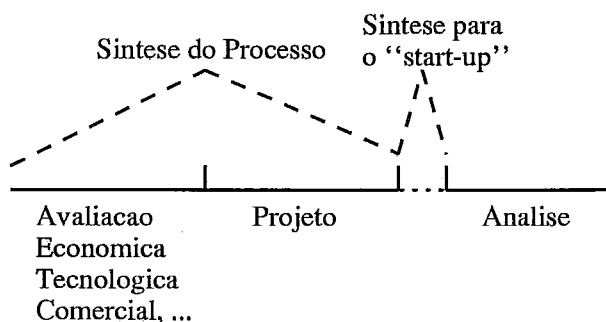 Sintese do Processo
Sintese para
o “start-up”
Avaliacao
Economica
Tecnologica
Comercial, ...
Projeto
Analise